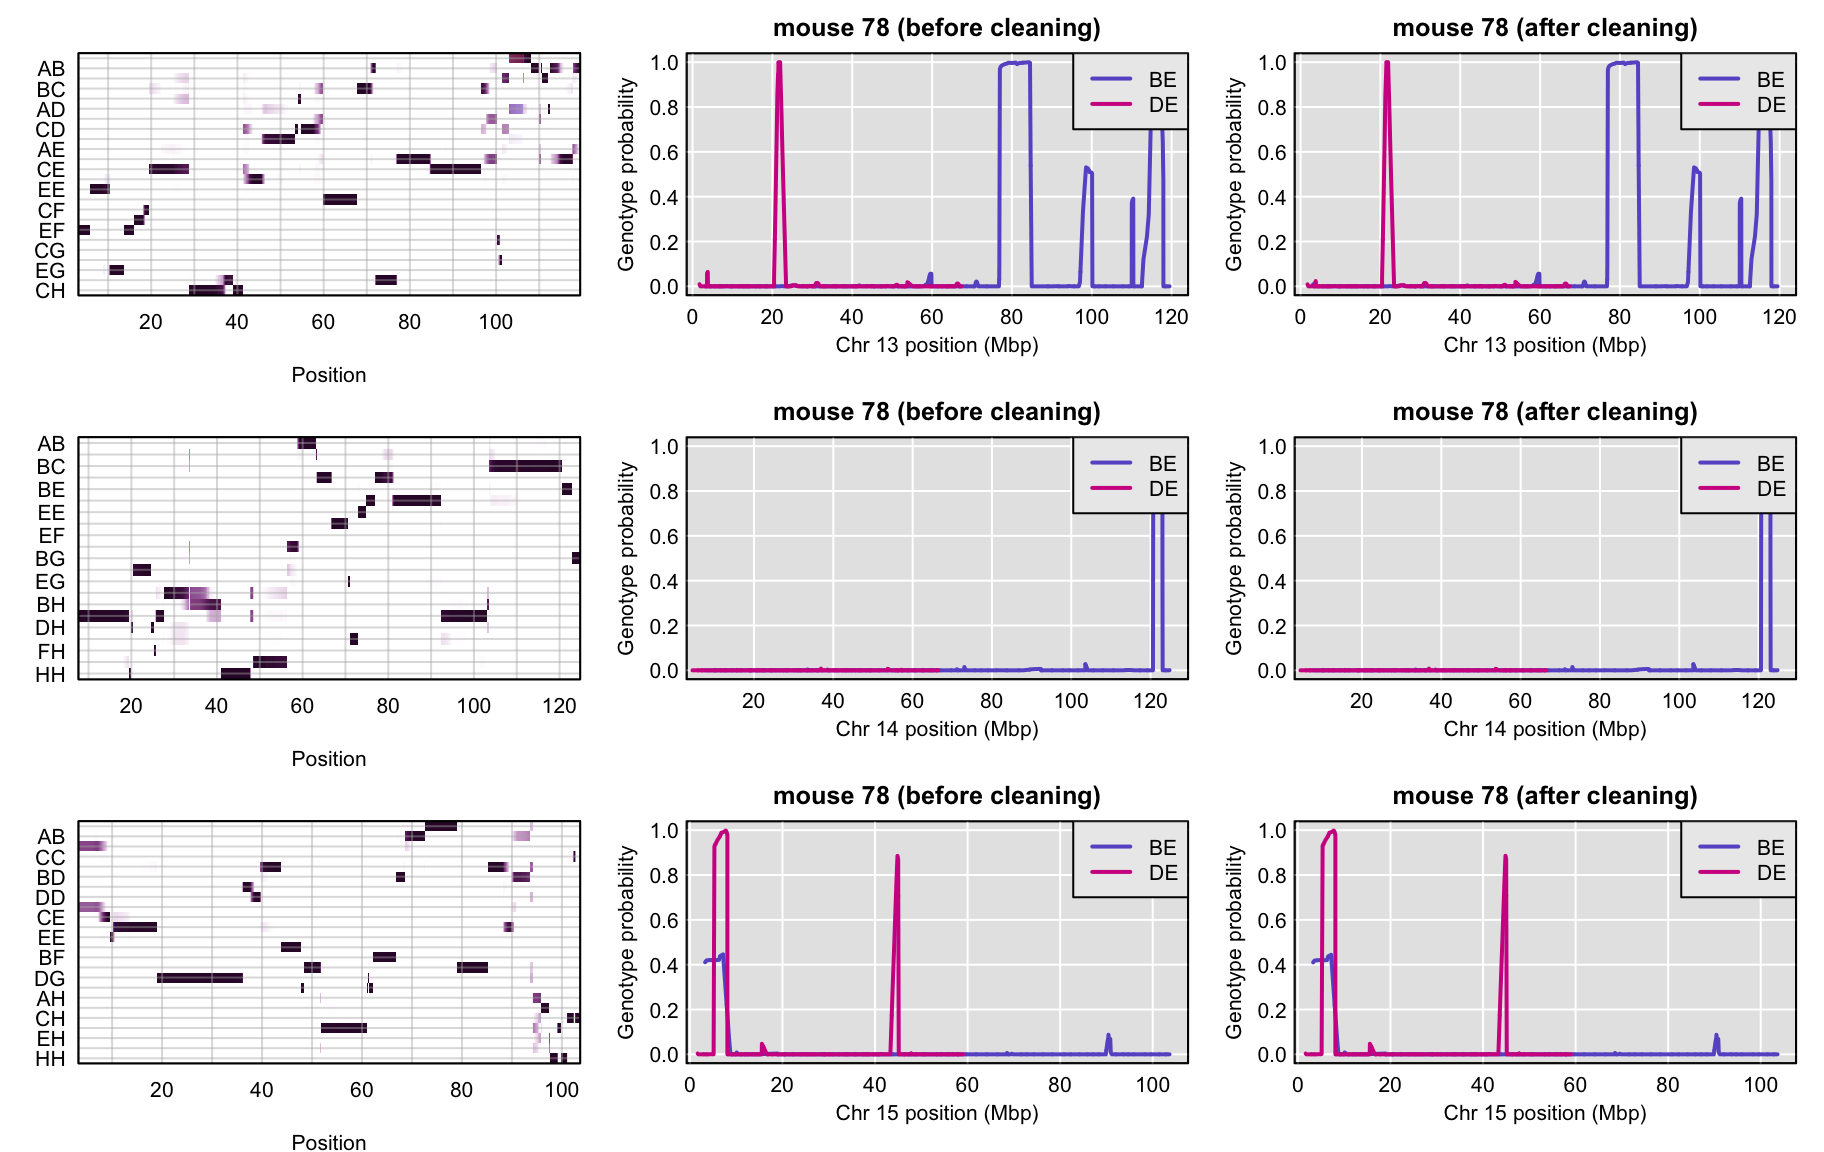 AB
BC
AD
CD
AE
CE
EE
CF
EF
CG
EG
CH
20 40 60 80 100
Position
mouse 78 (before cleaning)
Genotype probability
1.0
0.8
0.6
0.4
0.2
0.0
BE
DE
0 20 40 60 80 100 120
Chr 13 position (Mbp)
mouse 78 (after cleaning)
Genotype probability
1.0
0.8
0.6
0.4
0.2
0.0
BE
DE
0 20 40 60 80 100 120
Chr 13 position (Mbp)
AB
BC
BE
EE
EF
BG
EG
BH
DH
FH
HH
20 40 60 80 100 120
Position
mouse 78 (before cleaning)
Genotype probability
1.0
0.8
0.6
0.4
0.2
0.0
BE
DE
20 40 60 80 100 120
Chr 14 position (Mbp)
mouse 78 (after cleaning)
Genotype probability
1.0
0.8
0.6
0.4
0.2
0.0
BE
DE
20 40 60 80 100 120
Chr 14 position (Mbp)
AB
CC
BD
DD
CE
EE
BF
DG
AH
CH
EH
HH
20 40 60 80 100
Position
mouse 78 (before cleaning)
Genotype probability
1.0
0.8
0.6
0.4
0.2
0.0
BE
DE
0 20 40 60 80 100
Chr 15 position (Mbp)
mouse 78 (after cleaning)
Genotype probability
1.0
0.8
0.6
0.4
0.2
0.0
BE
DE
0 20 40 60 80 100
Chr 15 position (Mbp)